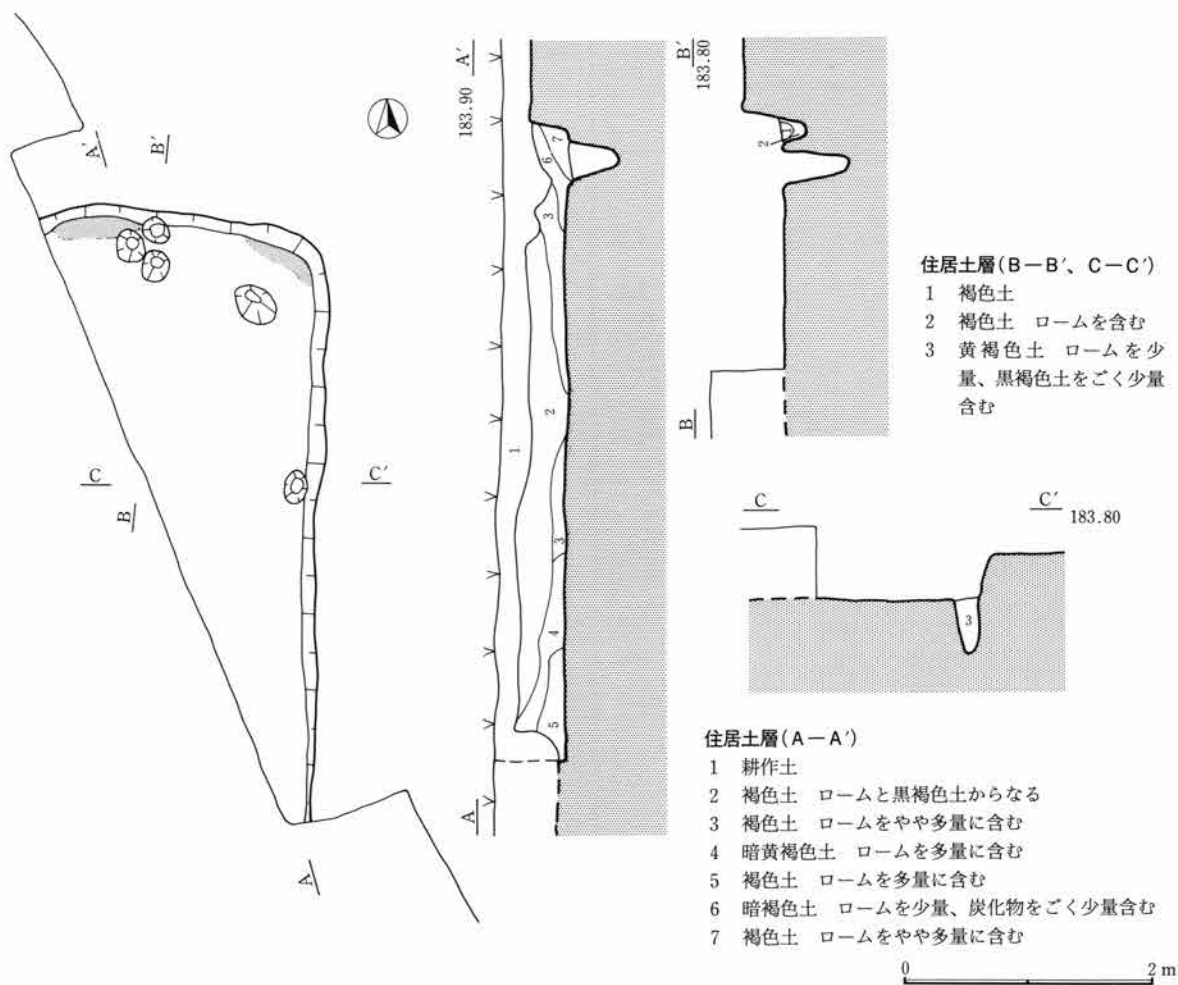 A′
B′
C
C′
B
A
A′
183.90
7
6
3
2
1
3
4
5
A
B′
183.80
1
2
B
住居土層(B－B′、C－C′)
1 褐色土
2 褐色土 ロームを含む
3 黄褐色土 ロームを少
量、黒褐色土をごく少量
含む
C
C′
183.80
3
住居土層(A－A′)
1 耕作土
2 褐色土 ロームと黒褐色土からなる
3 褐色土 ロームをやや多量に含む
4 暗黄褐色土 ロームを多量に含む
5 褐色土 ロームを多量に含む
6 暗褐色土 ロームを少量、炭化物をごく少量含む
7 褐色土 ロームをやや多量に含む
0 2 m